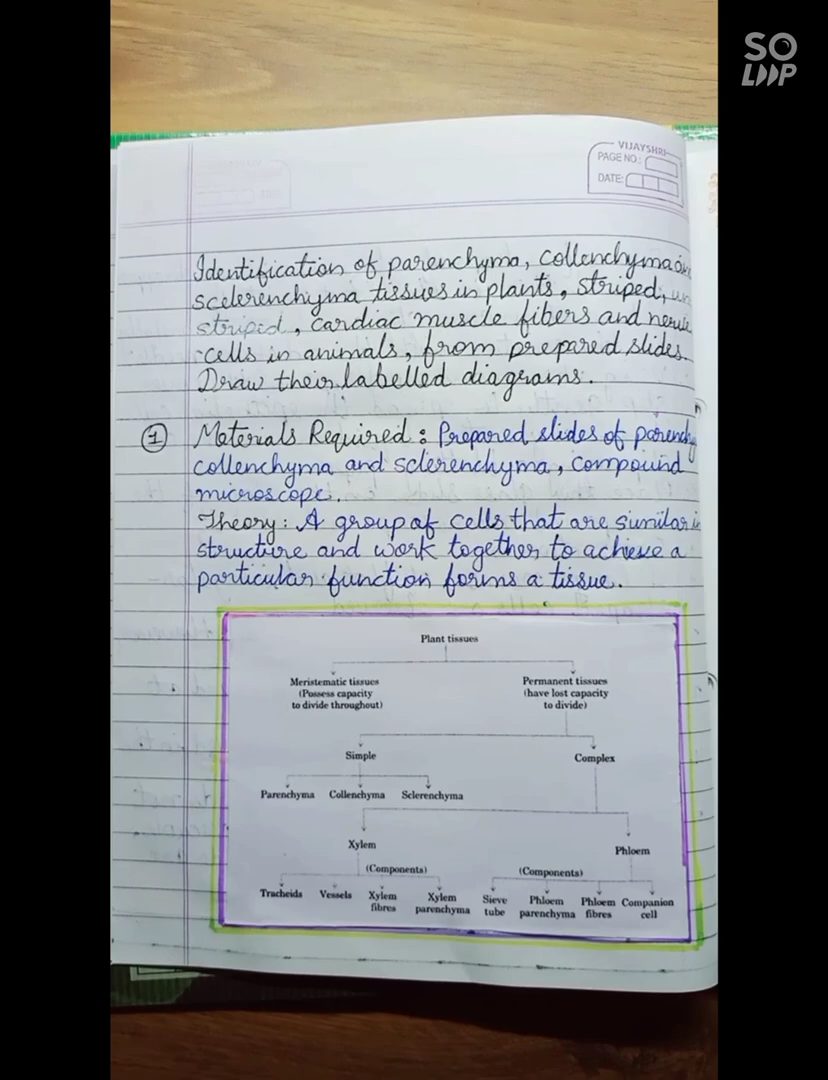 SO
LOOP
VIJAYSHRI
PAGE NO.:
DATE:
Identification of parenchyma, collenchyma
scelerenchyma tissues in plants, striped, un
striped, cardiac muscle fibers and nerve
cells in animals, from prepared slides.
Draw their labelled diagrams.
1 Materials Required : Prepared slides of parenchy
collenchyma and sclerenchyma, compound
microscope.
Theory : A group of cells that are similar in
structure and work together to achieve a
particular function forms a tissue.
Plant tissues
Meristematic tissues Permanent tissues
(Possess capacity (have lost capacity
to divide throughout) to divide)
Simple Complex
Parenchyma Collenchyma Sclerenchyma
Xylem Phloem
(Components) (Components)
Tracheids Vessels Xylem Xylem Sieve Phloem Phloem Companion
fibres parenchyma tube parenchyma fibres cell